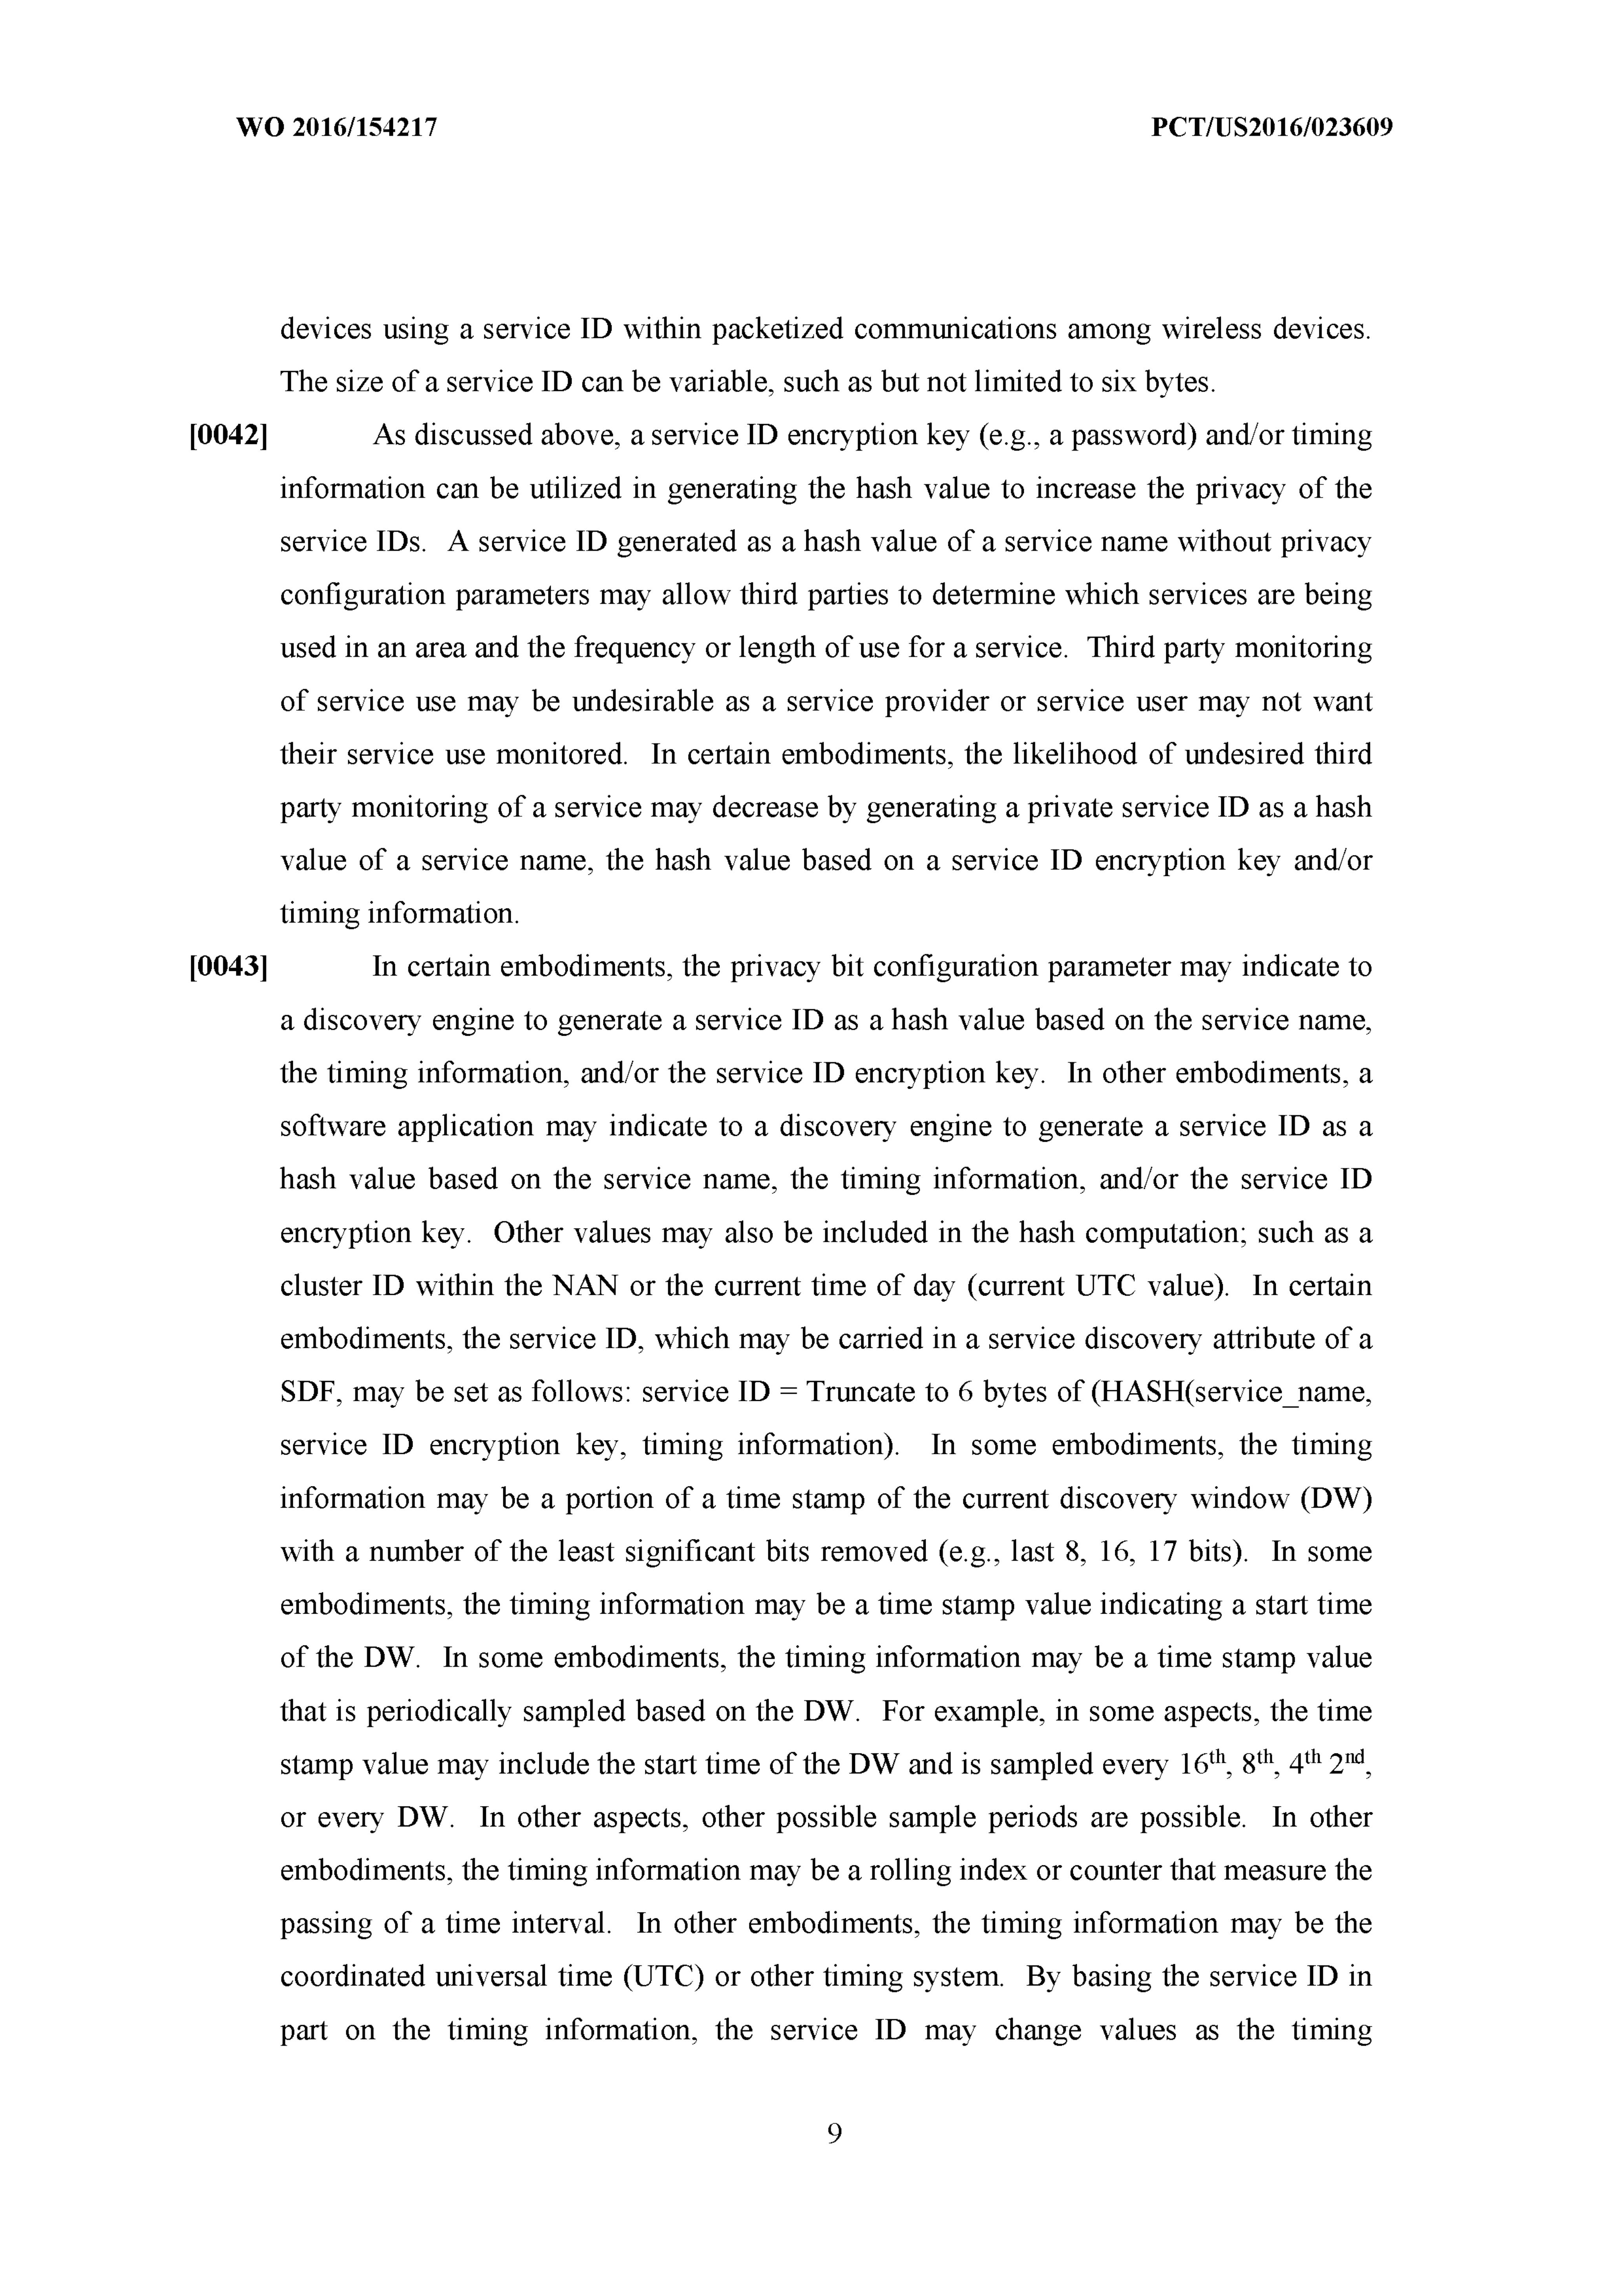 WO 2016/154217 PCT/US2016/023609
devices using a service ID within packetized communications among wireless devices.
The size of a service ID can be variable, such as but not limited to six bytes.
[0042] As discussed above, a service ID encryption key (e.g., a password) and/or timing
information can be utilized in generating the hash value to increase the privacy of the
service IDs. A service ID generated as a hash value of a service name without privacy
configuration parameters may allow third parties to determine which services are being
used in an area and the frequency or length of use for a service. Third party monitoring
of service use may be undesirable as a service provider or service user may not want
their service use monitored. In certain embodiments, the likelihood of undesired third
party monitoring of a service may decrease by generating a private service ID as a hash
value of a service name, the hash value based on a service ID encryption key and/or
timing information.
[0043] In certain embodiments, the privacy bit configuration parameter may indicate to
a discovery engine to generate a service ID as a hash value based on the service name,
the timing information, and/or the service ID encryption key. In other embodiments, a
software application may indicate to a discovery engine to generate a service ID as a
hash value based on the service name, the timing information, and/or the service ID
encryption key. Other values may also be included in the hash computation; such as a
cluster ID within the NAN or the current time of day (current UTC value). In certain
embodiments, the service ID, which may be carried in a service discovery attribute of a
SDF, may be set as follows: service ID = Truncate to 6 bytes of (HASH(service_name,
service ID encryption key, timing information). In some embodiments, the timing
information may be a portion of a time stamp of the current discovery window (DW)
with a number of the least significant bits removed (e.g., last 8, 16, 17 bits). In some
embodiments, the timing information may be a time stamp value indicating a start time
of the DW. In some embodiments, the timing information may be a time stamp value
that is periodically sampled based on the DW. For example, in some aspects, the time
stamp value may include the start time of the DW and is sampled every 16th, 8th, 4th 2nd,
or every DW. In other aspects, other possible sample periods are possible. In other
embodiments, the timing information may be a rolling index or counter that measure the
passing of a time interval. In other embodiments, the timing information may be the
coordinated universal time (UTC) or other timing system. By basing the service ID in
part on the timing information, the service ID may change values as the timing
9